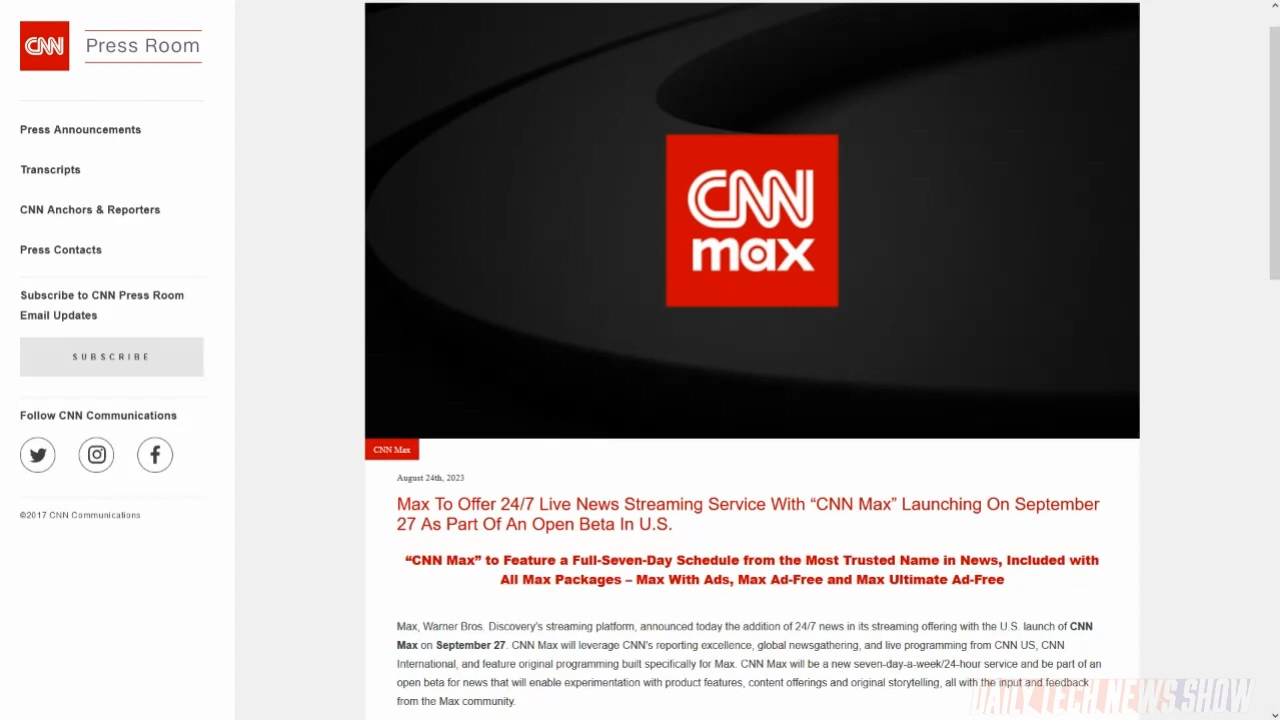 CNN
Press Room
Press Announcements
Transcripts
CNN Anchors & Reporters
Press Contacts
Subscribe to CNN Press Room
Email Updates
SUBSCRIBE
Follow CNN Communications
©2017 CNN Communications
CNN
max
CNN Max
August 24th, 2023
Max To Offer 24/7 Live News Streaming Service With “CNN Max” Launching On September
27 As Part Of An Open Beta In U.S.
“CNN Max” to Feature a Full-Seven-Day Schedule from the Most Trusted Name in News, Included with
All Max Packages – Max With Ads, Max Ad-Free and Max Ultimate Ad-Free
Max, Warner Bros. Discovery's streaming platform, announced today the addition of 24/7 news in its streaming offering with the U.S. launch of CNN
Max on September 27. CNN Max will leverage CNN's reporting excellence, global newsgathering, and live programming from CNN US, CNN
International, and feature original programming built specifically for Max. CNN Max will be a new seven-day-a-week/24-hour service and be part of an
open beta for news that will enable experimentation with product features, content offerings and original storytelling, all with the input and feedback
from the Max community.
DAILY TECH NEWS SHOW